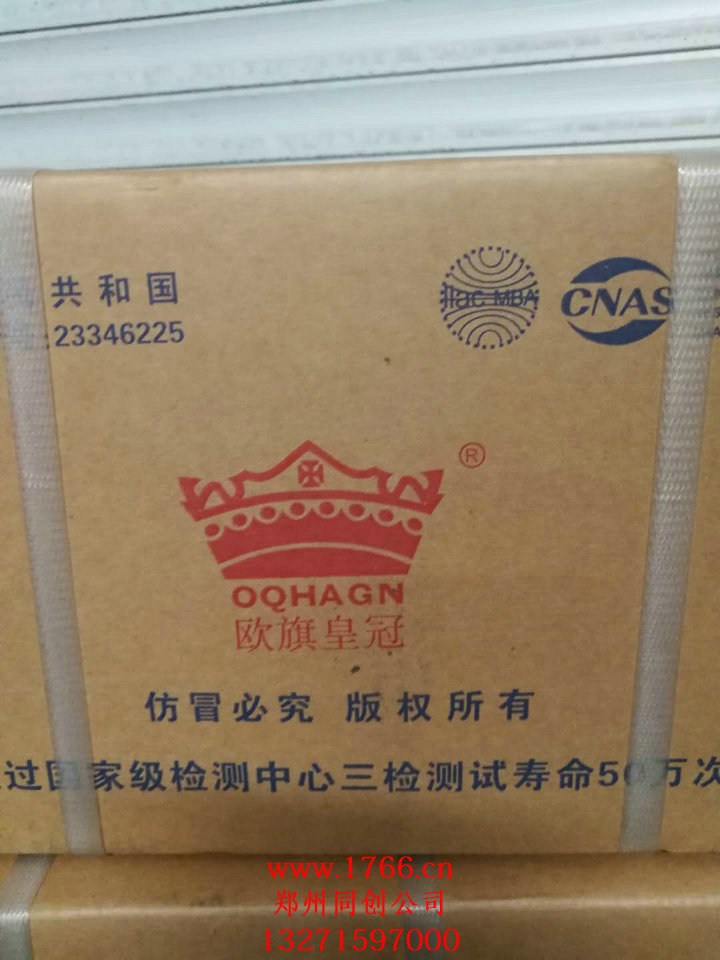 共和国
23346225
MBA
CNAS
®
OQHAGN
欧旗皇冠
仿冒必究 版权所有
过国家级检测中心三检测试寿命50万次
www.1766.cn
郑州同创公司
13271597000